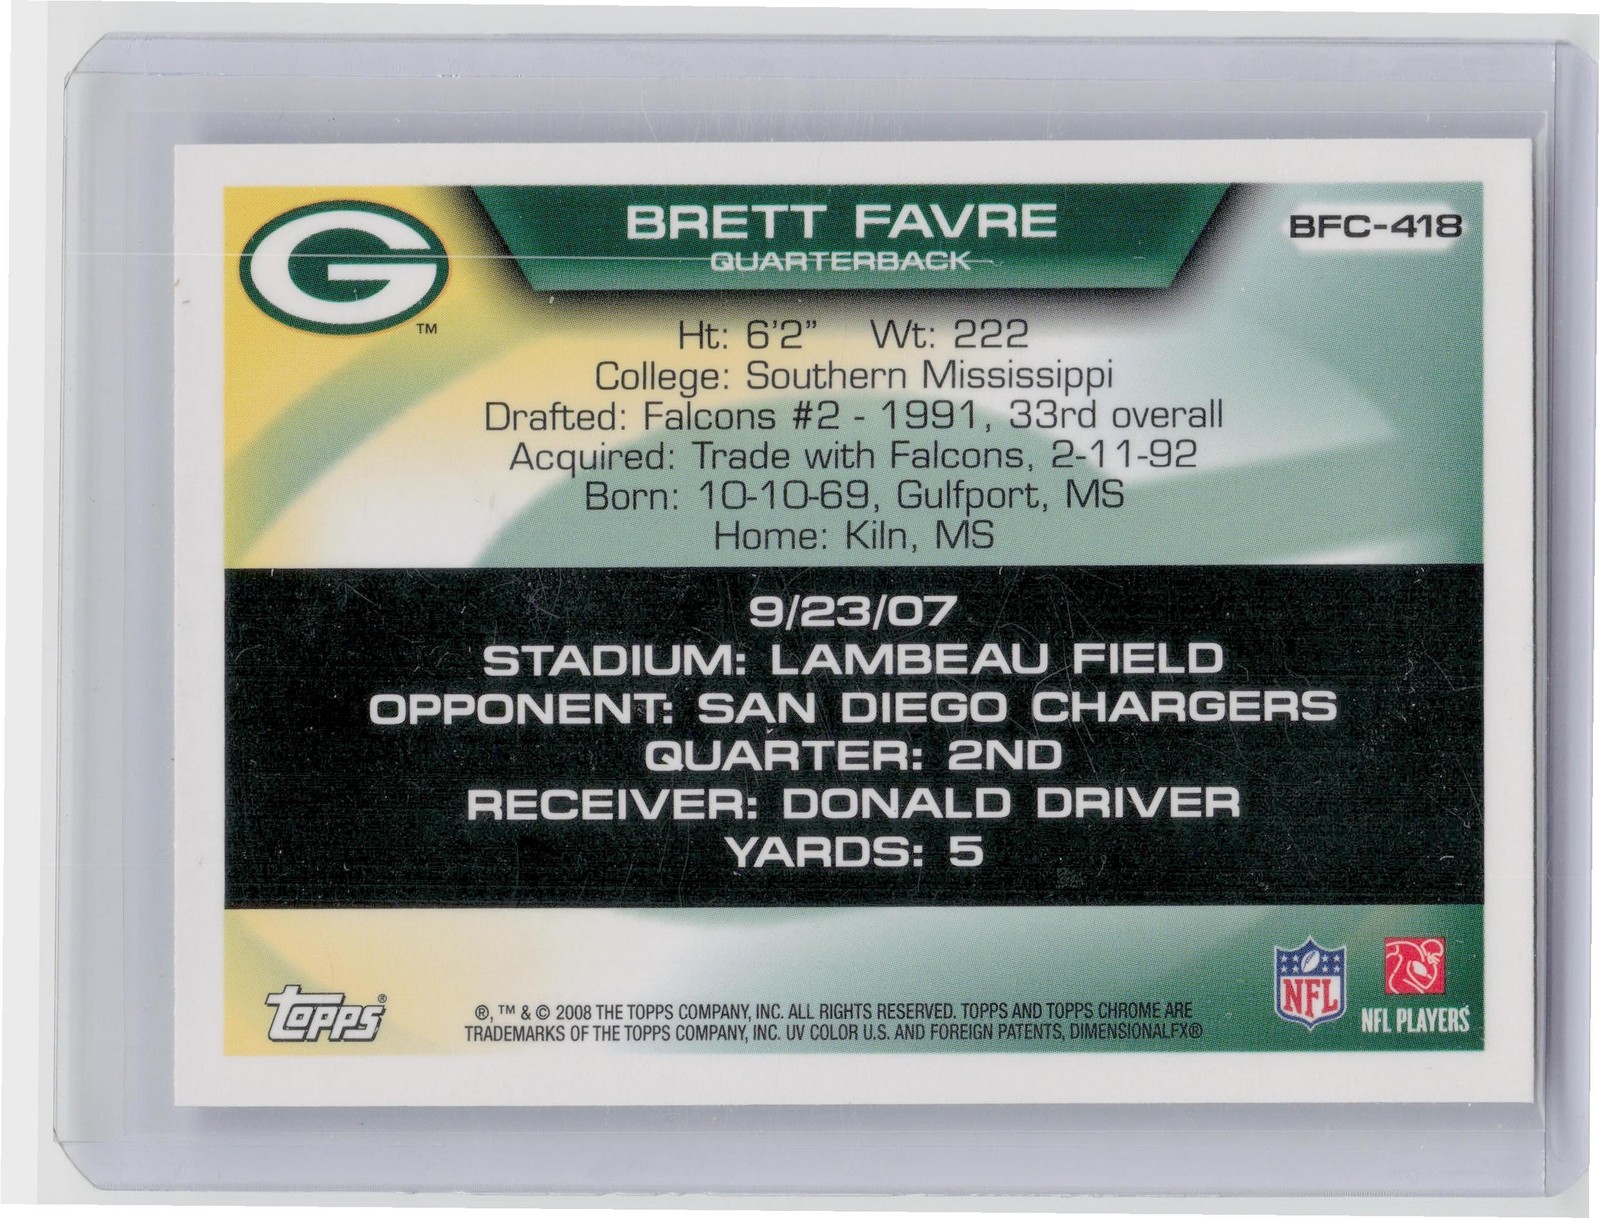 G
TM
BRETT FAVRE
QUARTERBACK
BFC-418
Ht: 6'2” Wt: 222
College: Southern Mississippi
Drafted: Falcons #2 - 1991, 33rd overall
Acquired: Trade with Falcons, 2-11-92
Born: 10-10-69, Gulfport, MS
Home: Kiln, MS
9/23/07
STADIUM: LAMBEAU FIELD
OPPONENT: SAN DIEGO CHARGERS
QUARTER: 2ND
RECEIVER: DONALD DRIVER
YARDS: 5
topps®
®, ™ & © 2008 THE TOPPS COMPANY, INC. ALL RIGHTS RESERVED. TOPPS AND TOPPS CHROME ARE
TRADEMARKS OF THE TOPPS COMPANY, INC. UV COLOR U.S. AND FOREIGN PATENTS, DIMENSIONALFX®
NFL
NFL PLAYERS